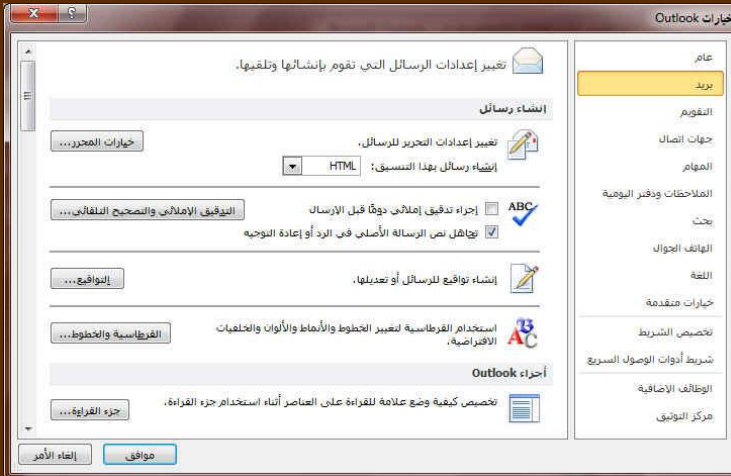 خيارات Outlook
عام
بريد
التقويم
جهات اتصال
المهام
الملاحظات ودفتر اليومية
بحث
الهاتف الجوال
اللغة
خيارات متقدمة
تخصيص الشريط
شريط أدوات الوصول السريع
الوظائف الإضافية
مركز التوثيق
تغيير إعدادات الرسائل التي تقوم بإنشائها وتلقيها.
إنشاء رسائل
تغيير إعدادات التحرير للرسائل.
خيارات المحرر...
إنشاء رسائل بهذا التنسيق: HTML
ABC
إجراء تدقيق إملائي دومًا قبل الإرسال
التدقيق الإملائي والتصحيح التلقائي...
تجاهل نص الرسالة الأصلي في الرد أو إعادة التوجيه
إنشاء تواقيع للرسائل أو تعديلها.
التواقيع...
استخدام القرطاسية لتغيير الخطوط والأنماط والألوان والخلفيات
الافتراضية.
القرطاسية والخطوط...
أجزاء Outlook
تخصيص كيفية وضع علامة للقراءة على العناصر أثناء استخدام جزء القراءة.
جزء القراءة...
موافق
إلغاء الأمر